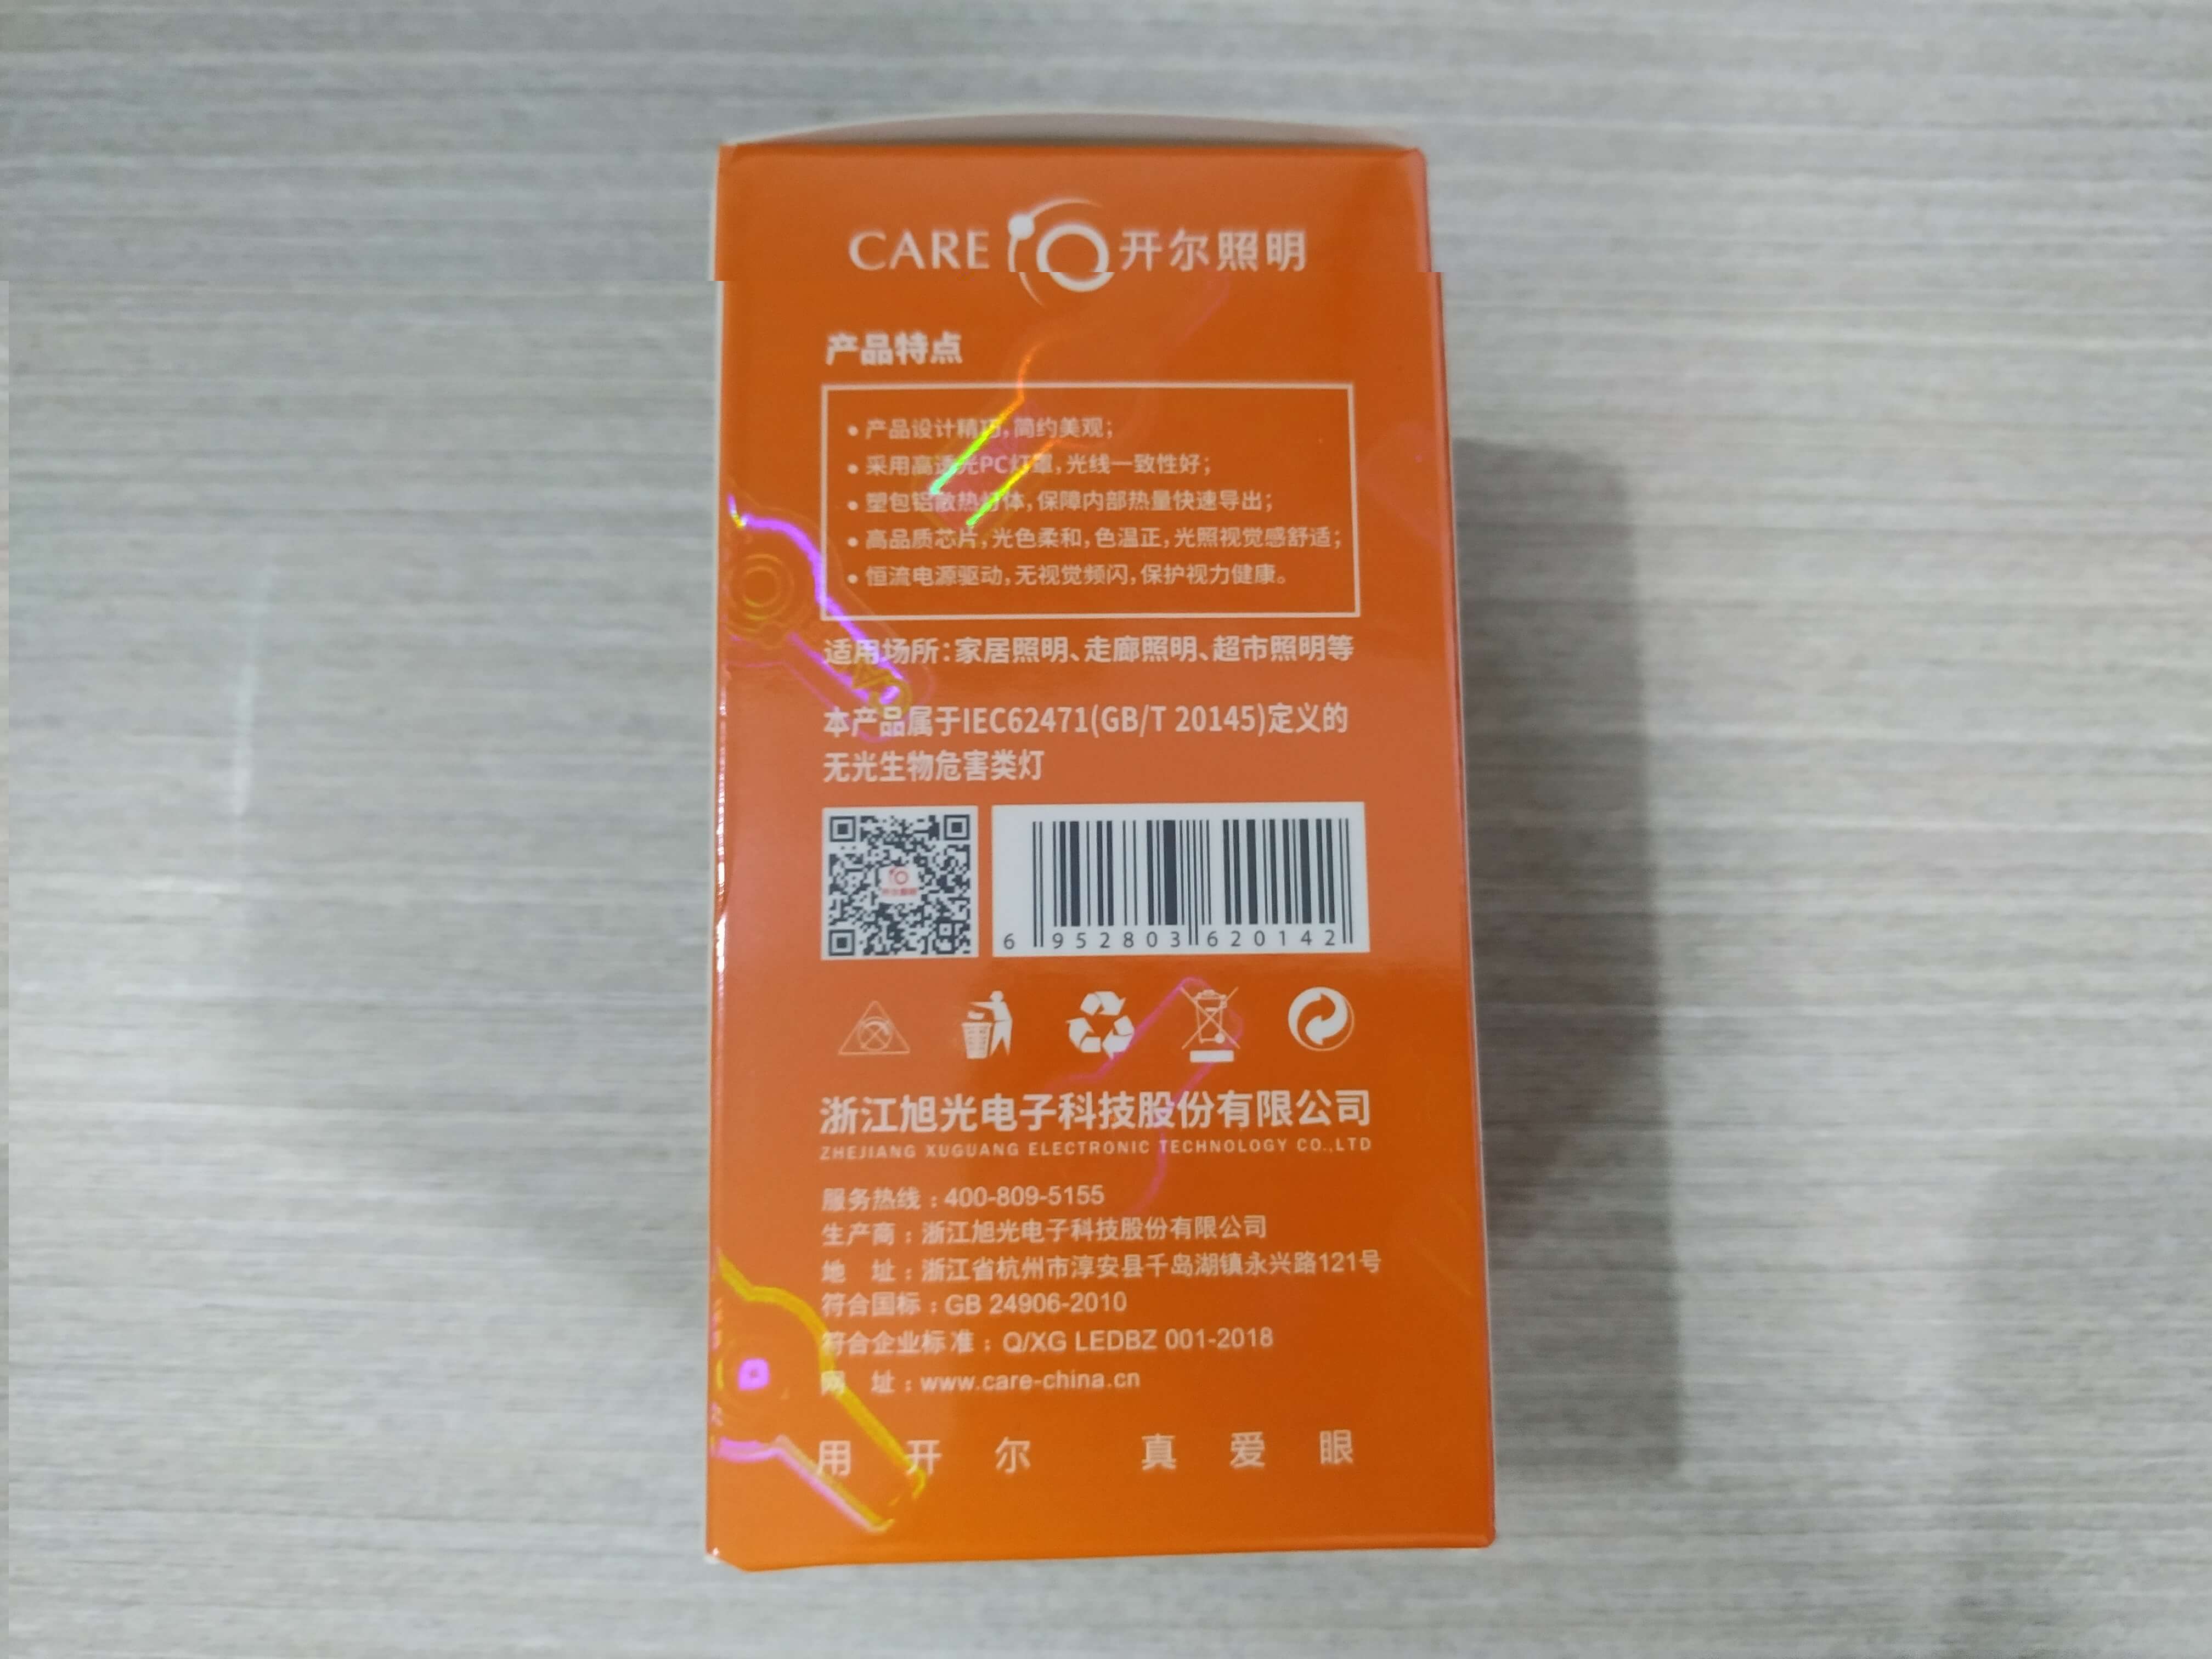 CARE 开尔照明
产品特点
• 产品设计精巧，简约美观；
• 采用高透光PC灯罩，光线一致性好；
• 塑包铝散热灯体，保障内部热量快速导出；
• 高品质芯片，光色柔和，色温正，光照视觉感舒适；
• 恒流电源驱动，无视觉频闪，保护视力健康。
适用场所：家居照明、走廊照明、超市照明等
本产品属于IEC62471(GB/T 20145)定义的
无光生物危害类灯
6 952803 620142
浙江旭光电子科技股份有限公司
ZHEJIANG XUGUANG ELECTRONIC TECHNOLOGY CO.,LTD
服务热线：400-809-5155
生产商：浙江旭光电子科技股份有限公司
地 址：浙江省杭州市淳安县千岛湖镇永兴路121号
符合国标：GB 24906-2010
符合企业标准：Q/XG LEDBZ 001-2018
网 址：www.care-china.cn
用 开 尔 真 爱 眼